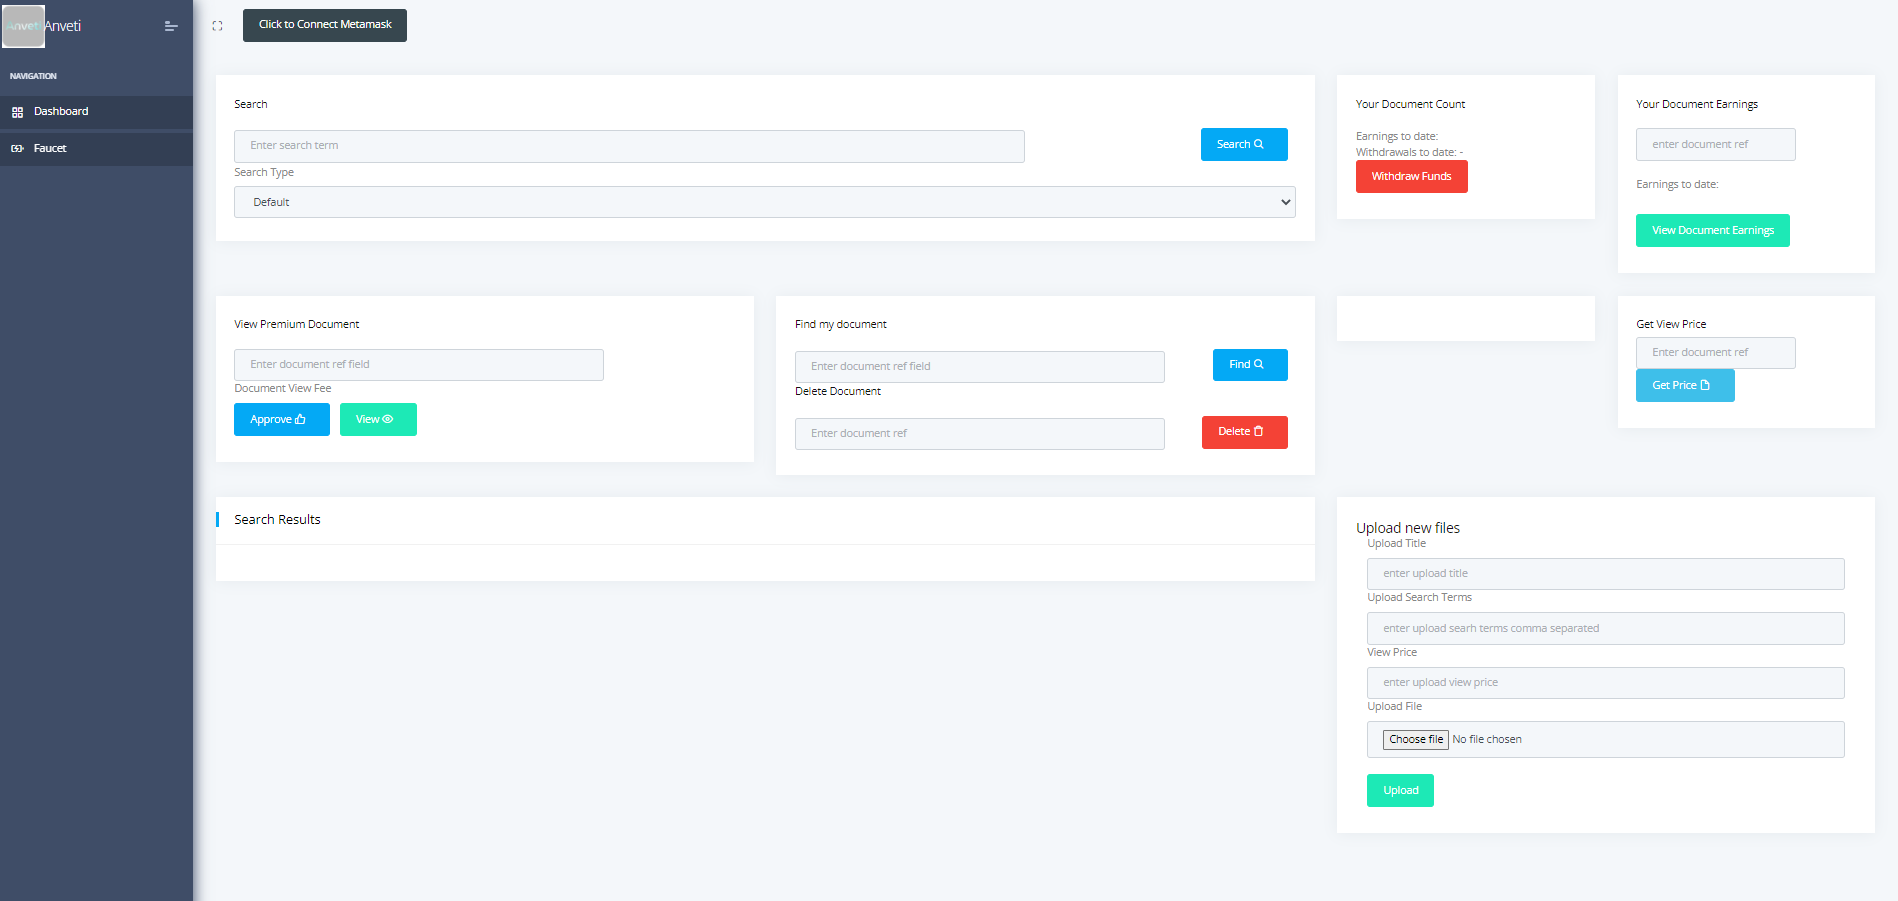 Anveti Anveti
Click to Connect Metamask
NAVIGATION
Dashboard
Faucet
Search
Enter search term
Search
Search Type
Default
Your Document Count
Earnings to date:
Withdrawals to date: -
Withdraw Funds
Your Document Earnings
enter document ref
Earnings to date:
View Document Earnings
View Premium Document
Enter document ref field
Document View Fee
Approve View
Find my document
Enter document ref field
Find
Delete Document
Enter document ref
Delete
Get View Price
Enter document ref
Get Price
Search Results
Upload new files
Upload Title
enter upload title
Upload Search Terms
enter upload searh terms comma separated
View Price
enter upload view price
Upload File
Choose file No file chosen
Upload